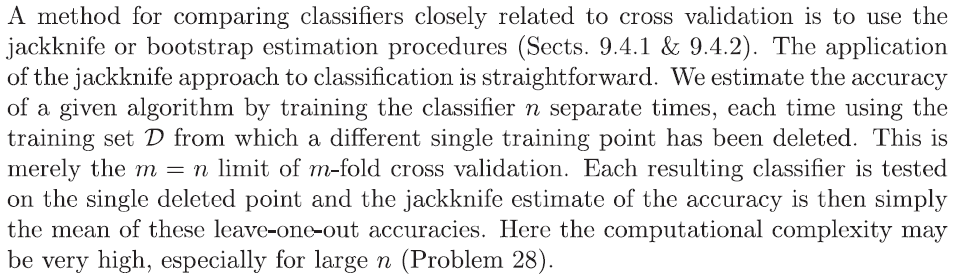 A method for comparing classifiers closely related to cross validation is to use the
jackknife or bootstrap estimation procedures (Sects. 9.4.1 & 9.4.2). The application
of the jackknife approach to classification is straightforward. We estimate the accuracy
of a given algorithm by training the classifier n separate times, each time using the
training set D from which a different single training point has been deleted. This is
merely the m = n limit of m-fold cross validation. Each resulting classifier is tested
on the single deleted point and the jackknife estimate of the accuracy is then simply
the mean of these leave-one-out accuracies. Here the computational complexity may
be very high, especially for large n (Problem 28).